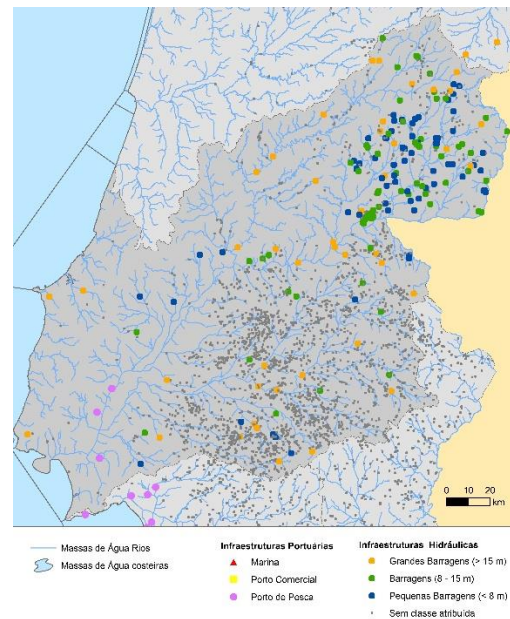 0 10 20
km
Massas de Água Rios
Massas de Água costeiras
Infraestruturas Portuárias
Marina
Porto Comercial
Porto de Pesca
Infraestruturas Hidráulicas
Grandes Barragens (> 15 m)
Barragens (8 - 15 m)
Pequenas Barragens (< 8 m)
Sem classe atribuída